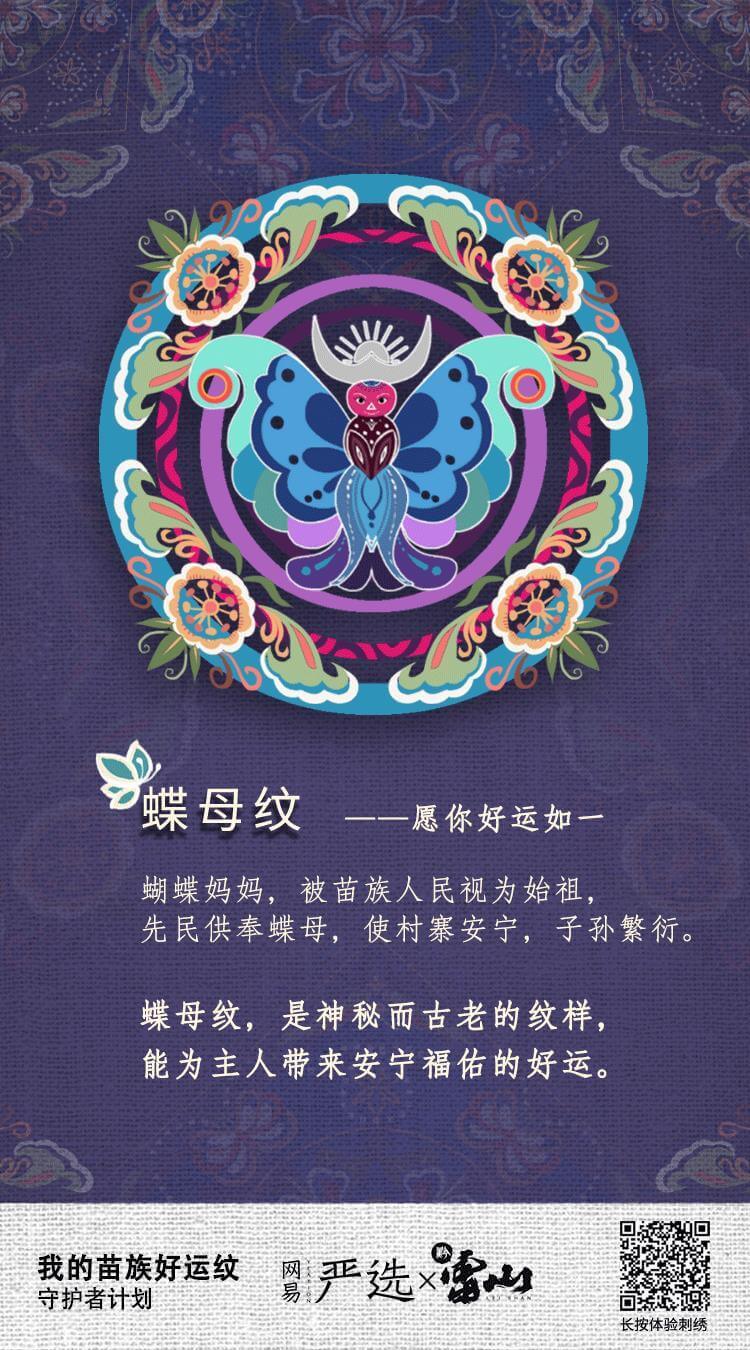 蝶母纹 ——愿你好运如一
蝴蝶妈妈，被苗族人民视为始祖，
先民供奉蝶母，使村寨安宁，子孙繁衍。
蝶母纹，是神秘而古老的纹样，
能为主人带来安宁福佑的好运。
我的苗族好运纹
守护者计划
网易严选×黔雷山
长按体验刺绣